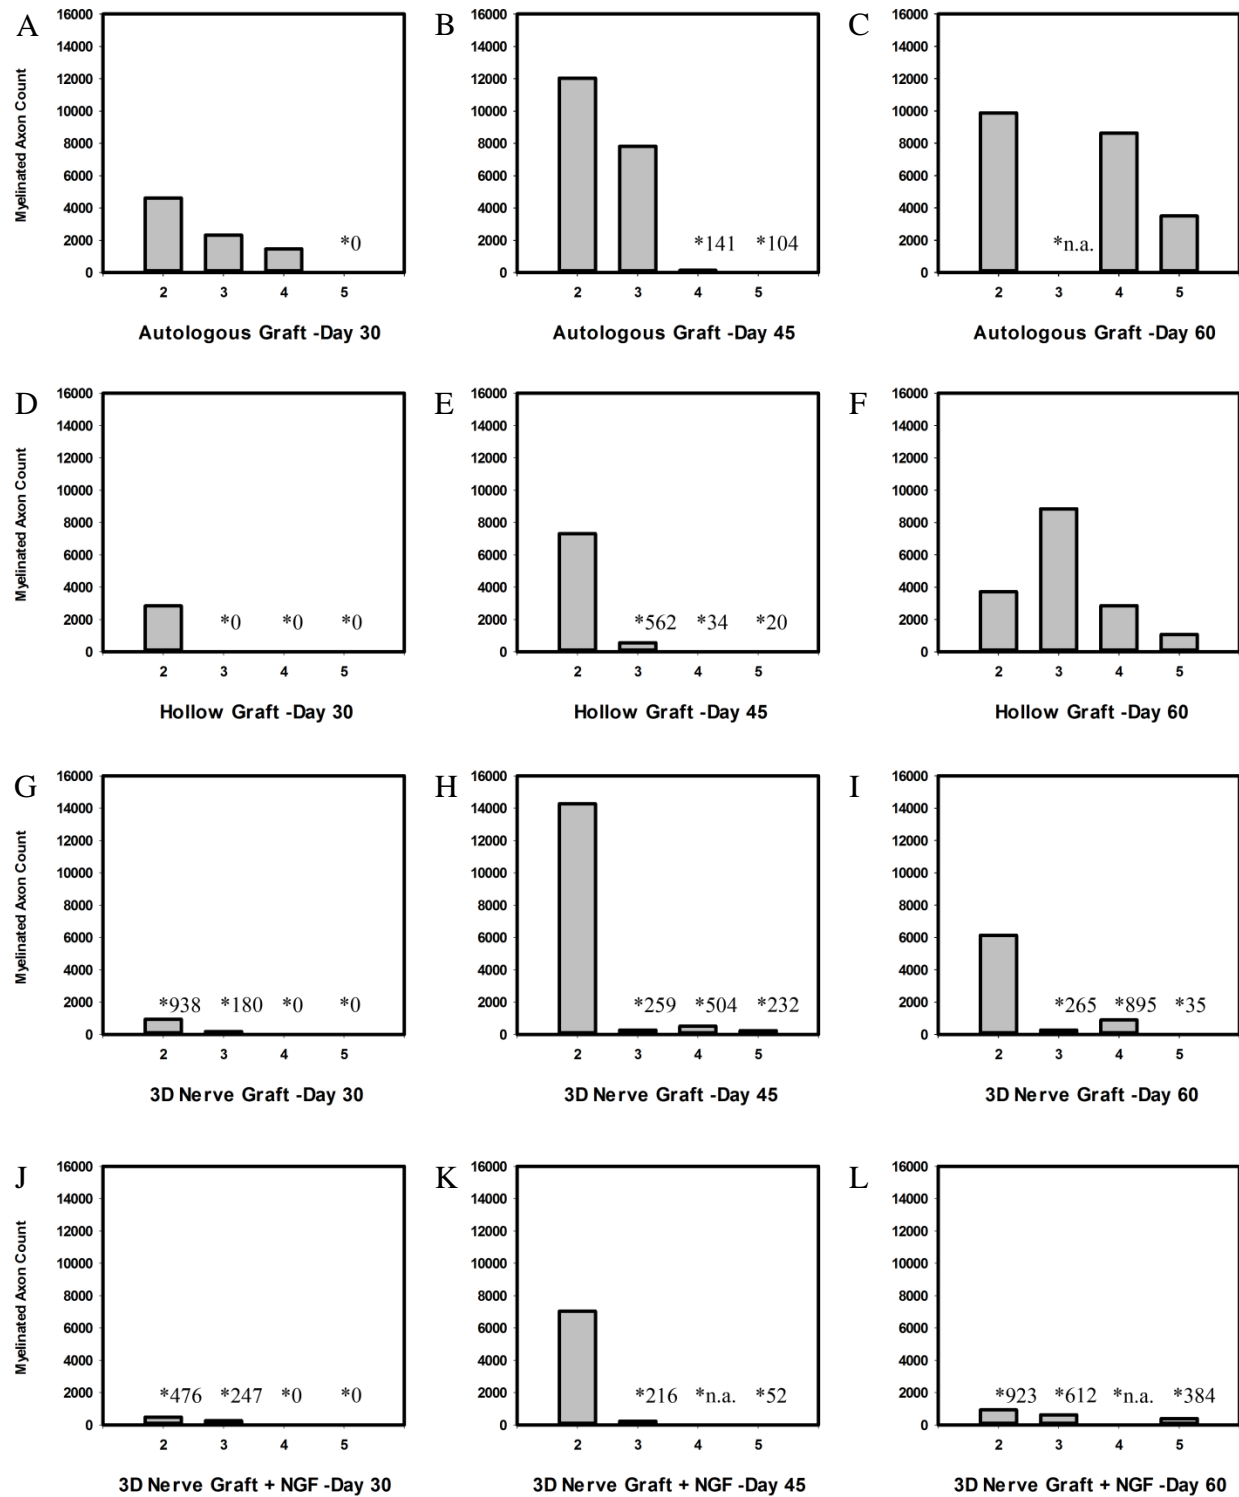 A
Myelinated Axon Count
16000
14000
12000
10000
8000
6000
4000
2000
0
*0
2 3 4 5
Autologous Graft -Day 30
B
16000
14000
12000
10000
8000
6000
4000
2000
0
*141 *104
2 3 4 5
Autologous Graft -Day 45
C
16000
14000
12000
10000
8000
6000
4000
2000
0
*n.a.
2 3 4 5
Autologous Graft -Day 60
D
Myelinated Axon Count
16000
14000
12000
10000
8000
6000
4000
2000
0
*0 *0 *0
2 3 4 5
Hollow Graft -Day 30
E
16000
14000
12000
10000
8000
6000
4000
2000
0
*562 *34 *20
2 3 4 5
Hollow Graft -Day 45
F
16000
14000
12000
10000
8000
6000
4000
2000
0
2 3 4 5
Hollow Graft -Day 60
G
Myelinated Axon Count
16000
14000
12000
10000
8000
6000
4000
2000
0
*938 *180 *0 *0
2 3 4 5
3D Nerve Graft -Day 30
H
16000
14000
12000
10000
8000
6000
4000
2000
0
*259 *504 *232
2 3 4 5
3D Nerve Graft -Day 45
I
16000
14000
12000
10000
8000
6000
4000
2000
0
*265 *895 *35
2 3 4 5
3D Nerve Graft -Day 60
J
Myelinated Axon Count
16000
14000
12000
10000
8000
6000
4000
2000
0
*476 *247 *0 *0
2 3 4 5
3D Nerve Graft + NGF -Day 30
K
16000
14000
12000
10000
8000
6000
4000
2000
0
*216 *n.a. *52
2 3 4 5
3D Nerve Graft + NGF -Day 45
L
16000
14000
12000
10000
8000
6000
4000
2000
0
*923 *612 *n.a. *384
2 3 4 5
3D Nerve Graft + NGF -Day 60